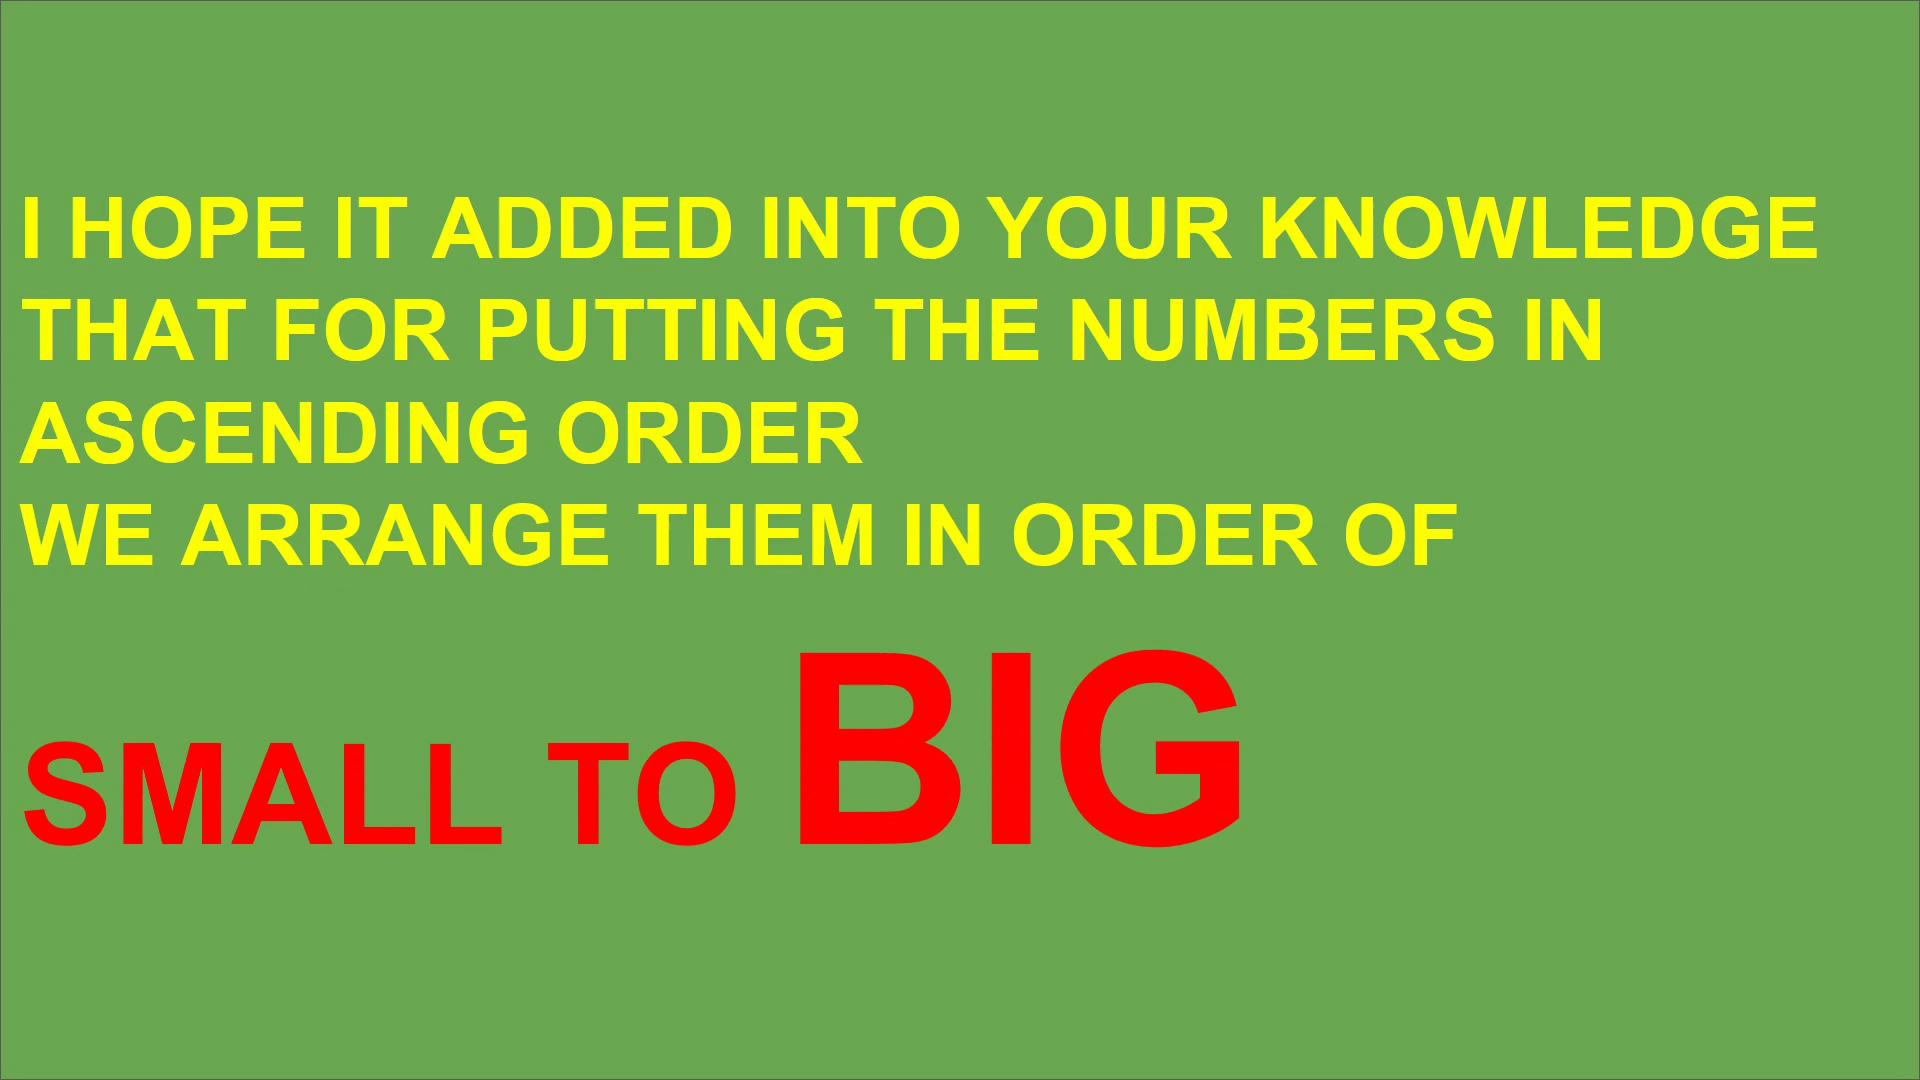 I HOPE IT ADDED INTO YOUR KNOWLEDGE
THAT FOR PUTTING THE NUMBERS IN
ASCENDING ORDER
WE ARRANGE THEM IN ORDER OF
SMALL TO BIG